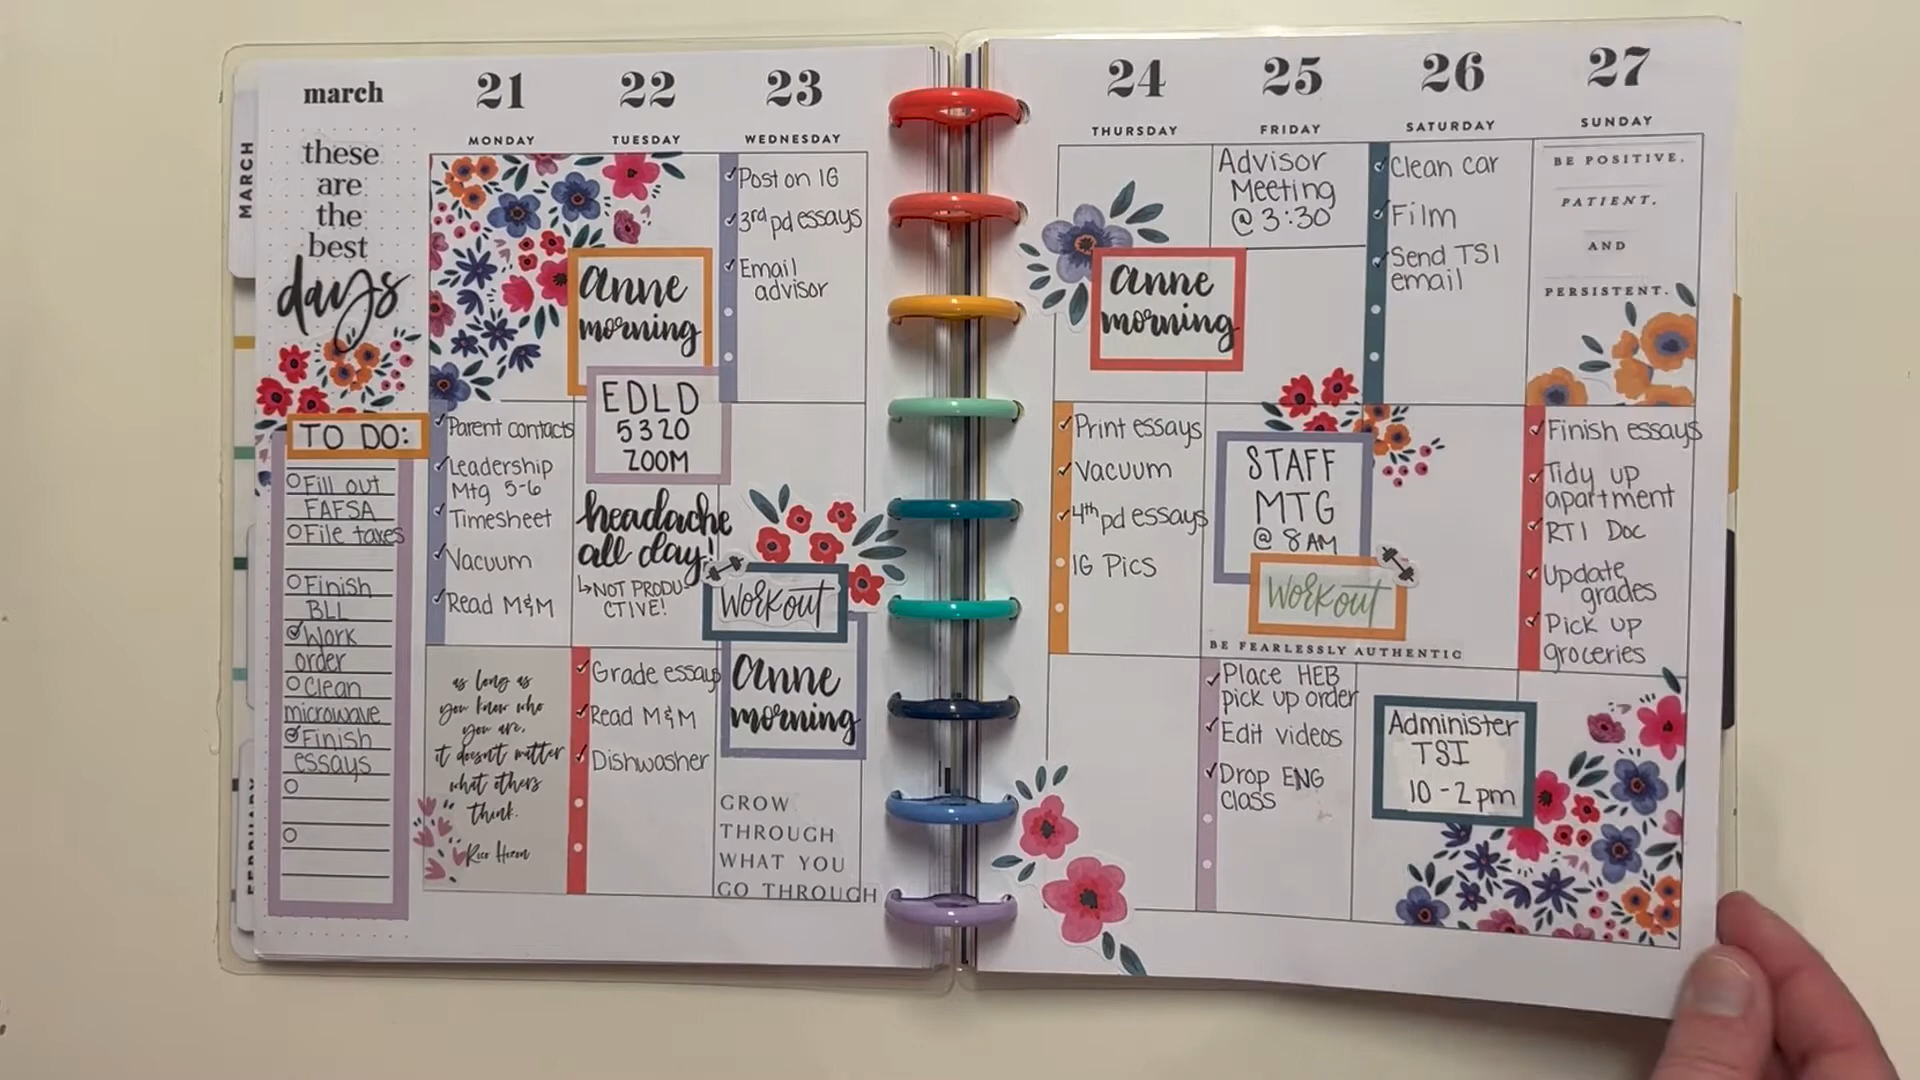 march
these
are
the
best
days
TO DO:
Fill out
FAFSA
File taxes
Finish
BLL
Work
order
Clean
microwave
Finish
essays
MARCH
FEBRUARY
21
MONDAY
Parent contacts
Leadership
Mtg 5-6
Timesheet
Vacuum
Read M&M
as long as
you know who
you are,
it doesn't matter
what others
think.
22
TUESDAY
anne
morning
EDLD
5320
ZOOM
headache
all day!
↳NOT PRODU-
CTIVE!
Grade essays
Read M&M
Dishwasher
23
WEDNESDAY
Post on IG
3rd pd essays
Email
advisor
Workout
anne
morning
GROW
THROUGH
WHAT YOU
GO THROUGH
24
THURSDAY
anne
morning
Print essays
Vacuum
4th pd essays
IG Pics
25
FRIDAY
Advisor
Meeting
@ 3:30
STAFF
MTG
@ 8 AM
Workout
BE FEARLESSLY AUTHENTIC
Place HEB
pick up order
Edit videos
Drop ENG
class
26
SATURDAY
Clean car
Film
Send TSI
email
Administer
TSI
10-2pm
27
SUNDAY
BE POSITIVE,
PATIENT,
AND
PERSISTENT.
Finish essays
Tidy up
apartment
RTI Doc
Update
grades
Pick up
groceries